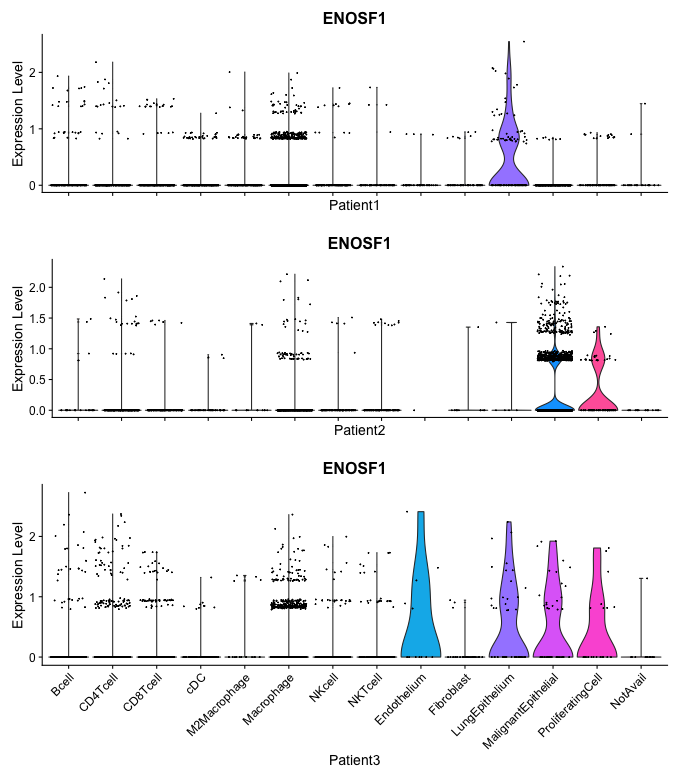 ENOSF1
Expression Level
2
1
0
Patient1
ENOSF1
Expression Level
2.0
1.5
1.0
0.5
0.0
Patient2
ENOSF1
Expression Level
2
1
0
Bcell
CD4Tcell
CD8Tcell
cDC
M2Macrophage
Macrophage
NKcell
NKTcell
Endothelium
Fibroblast
LungEpithelium
MalignantEpithelial
ProliferatingCell
NotAvail
Patient3